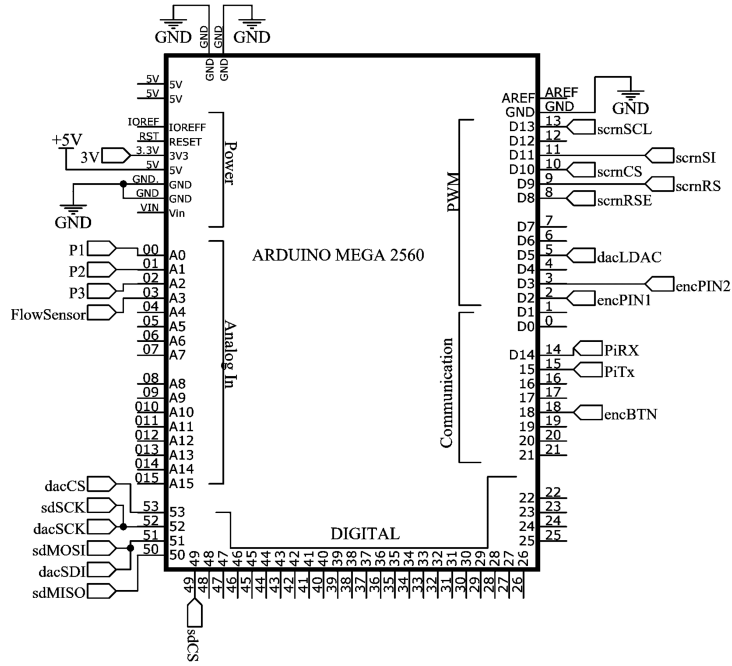 GND GND GND GND
GND GND
5V 5V
5V 5V
IOREF IOREFF
RST RESET
+5V
3V 3.3V 3V3
5V 5V
GND. GND
GND GND
GND
VIN Vin
Power
AREF AREF
GND GND
GND
D13 13 scrnSCL
D12 12
D11 11 scrnSI
D10 10 scrnCS
D9 9 scrnRS
D8 8 scrnRSE
PWM
D7 7
D6 6
D5 5 dacLDAC
D4 4
D3 3 encPIN2
D2 2 encPIN1
D1 1
D0 0
ARDUINO MEGA 2560
P1 00 A0
P2 01 A1
P3 02 A2
FlowSensor 03 A3
04 A4
05 A5
06 A6
07 A7
Analog In
08 A8
09 A9
010 A10
011 A11
012 A12
013 A13
014 A14
015 A15
D14 14 PiRX
15 15 PiTx
16 16
17 17
18 18 encBTN
19 19
20 20
21 21
Communication
22 22
23 23
24 24
25 25
dacCS 53 53
sdSCK
dacSCK 52 52
sdMOSI 51 51
dacSDI
sdMISO 50 50
DIGITAL
49 48 47 46 45 44 43 42 41 40 39 38 37 36 35 34 33 32 31 30 29 28 27 26
49 48 47 46 45 44 43 42 41 40 39 38 37 36 35 34 33 32 31 30 29 28 27 26
sdCS